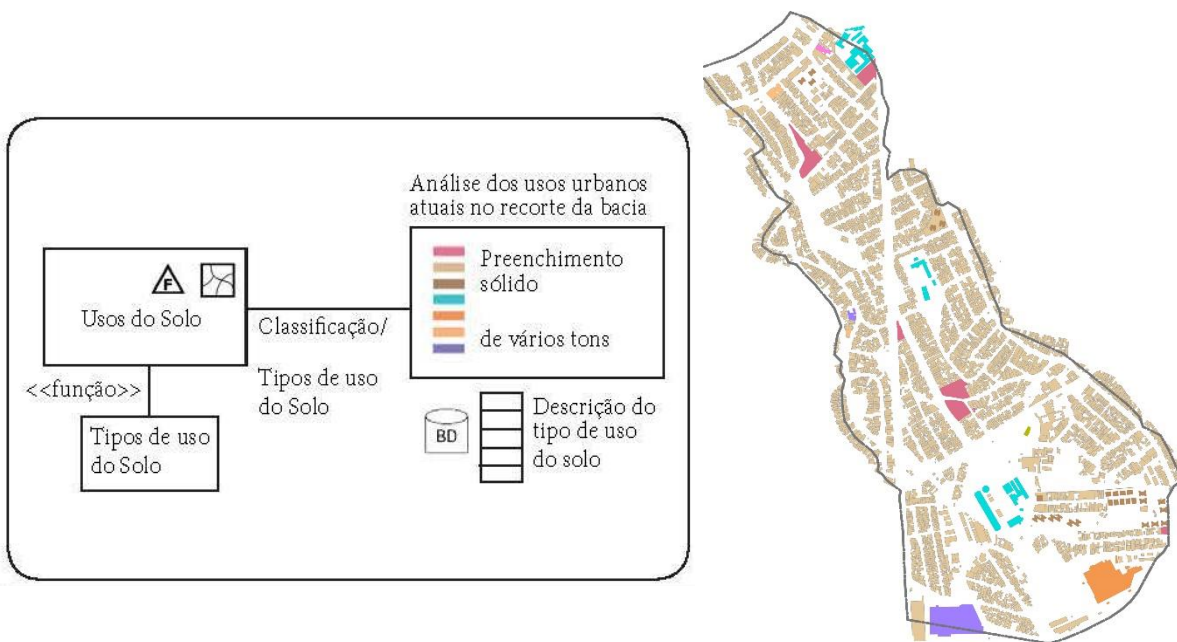 Análise dos usos urbanos
atuais no recorte da bacia
Preenchimento
sólido
de vários tons
F
Usos do Solo
Classificação/
Tipos de uso
do Solo
<<função>>
Tipos de uso
do Solo
BD
Descrição do
tipo de uso
do solo